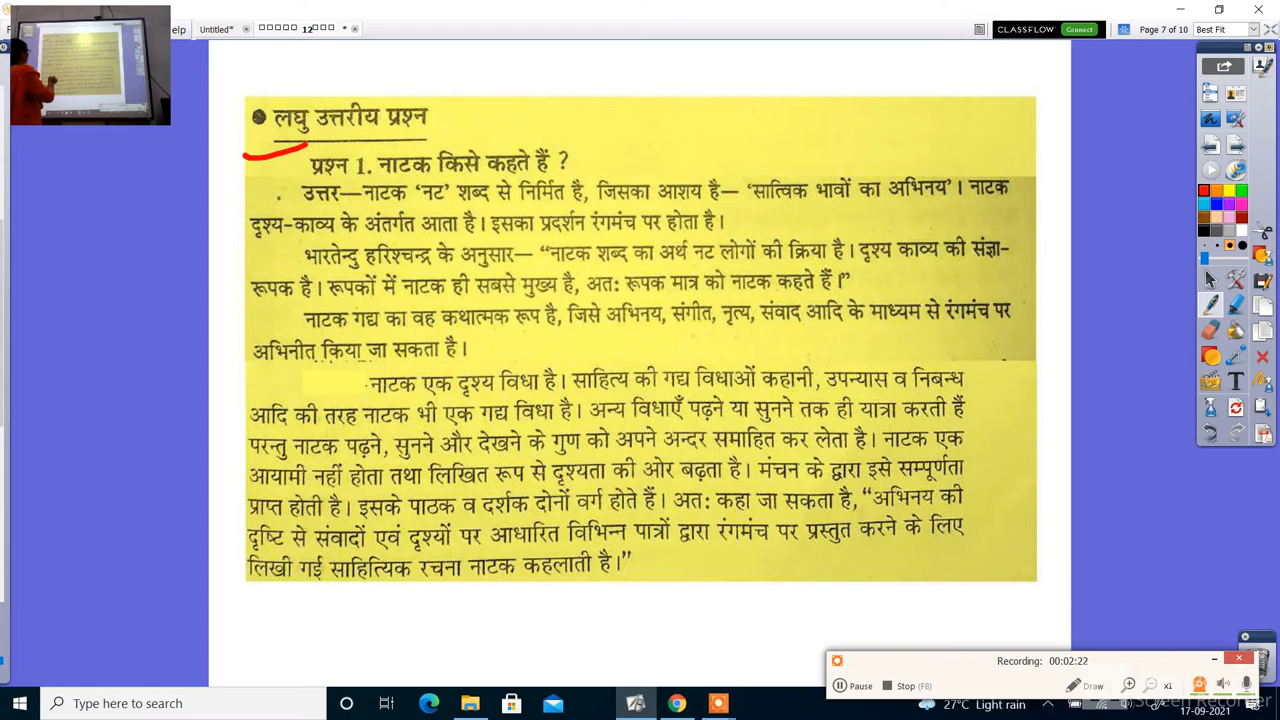 elp
Untitled*
12
*
CLASSFLOW
Connect
Page 7 of 10
Best Fit
लघु उत्तरीय प्रश्न
प्रश्न 1. नाटक किसे कहते हैं ?
उत्तर—नाटक ‘नट’ शब्द से निर्मित है, जिसका आशय है— ‘सात्विक भावों का अभिनय’। नाटक
दृश्य-काव्य के अंतर्गत आता है। इसका प्रदर्शन रंगमंच पर होता है।
भारतेन्दु हरिश्चन्द्र के अनुसार— “नाटक शब्द का अर्थ नट लोगों की क्रिया है। दृश्य काव्य की संज्ञा-
रूपक है। रूपकों में नाटक ही सबसे मुख्य है, अतः रूपक मात्र को नाटक कहते हैं।”
नाटक गद्य का वह कथात्मक रूप है, जिसे अभिनय, संगीत, नृत्य, संवाद आदि के माध्यम से रंगमंच पर
अभिनीत किया जा सकता है।
नाटक एक दृश्य विधा है। साहित्य की गद्य विधाओं कहानी, उपन्यास व निबन्ध
आदि की तरह नाटक भी एक गद्य विधा है। अन्य विधाएँ पढ़ने या सुनने तक ही यात्रा करती हैं
परन्तु नाटक पढ़ने, सुनने और देखने के गुण को अपने अन्दर समाहित कर लेता है। नाटक एक
आयामी नहीं होता तथा लिखित रूप से दृश्यता की ओर बढ़ता है। मंचन के द्वारा इसे सम्पूर्णता
प्राप्त होती है। इसके पाठक व दर्शक दोनों वर्ग होते हैं। अतः कहा जा सकता है, “अभिनय की
दृष्टि से संवादों एवं दृश्यों पर आधारित विभिन्न पात्रों द्वारा रंगमंच पर प्रस्तुत करने के लिए
लिखी गई साहित्यिक रचना नाटक कहलाती है।”
Recording: 00:02:22
Pause
Stop (F8)
Draw
x1
Type here to search
27°C Light rain
17-09-2021